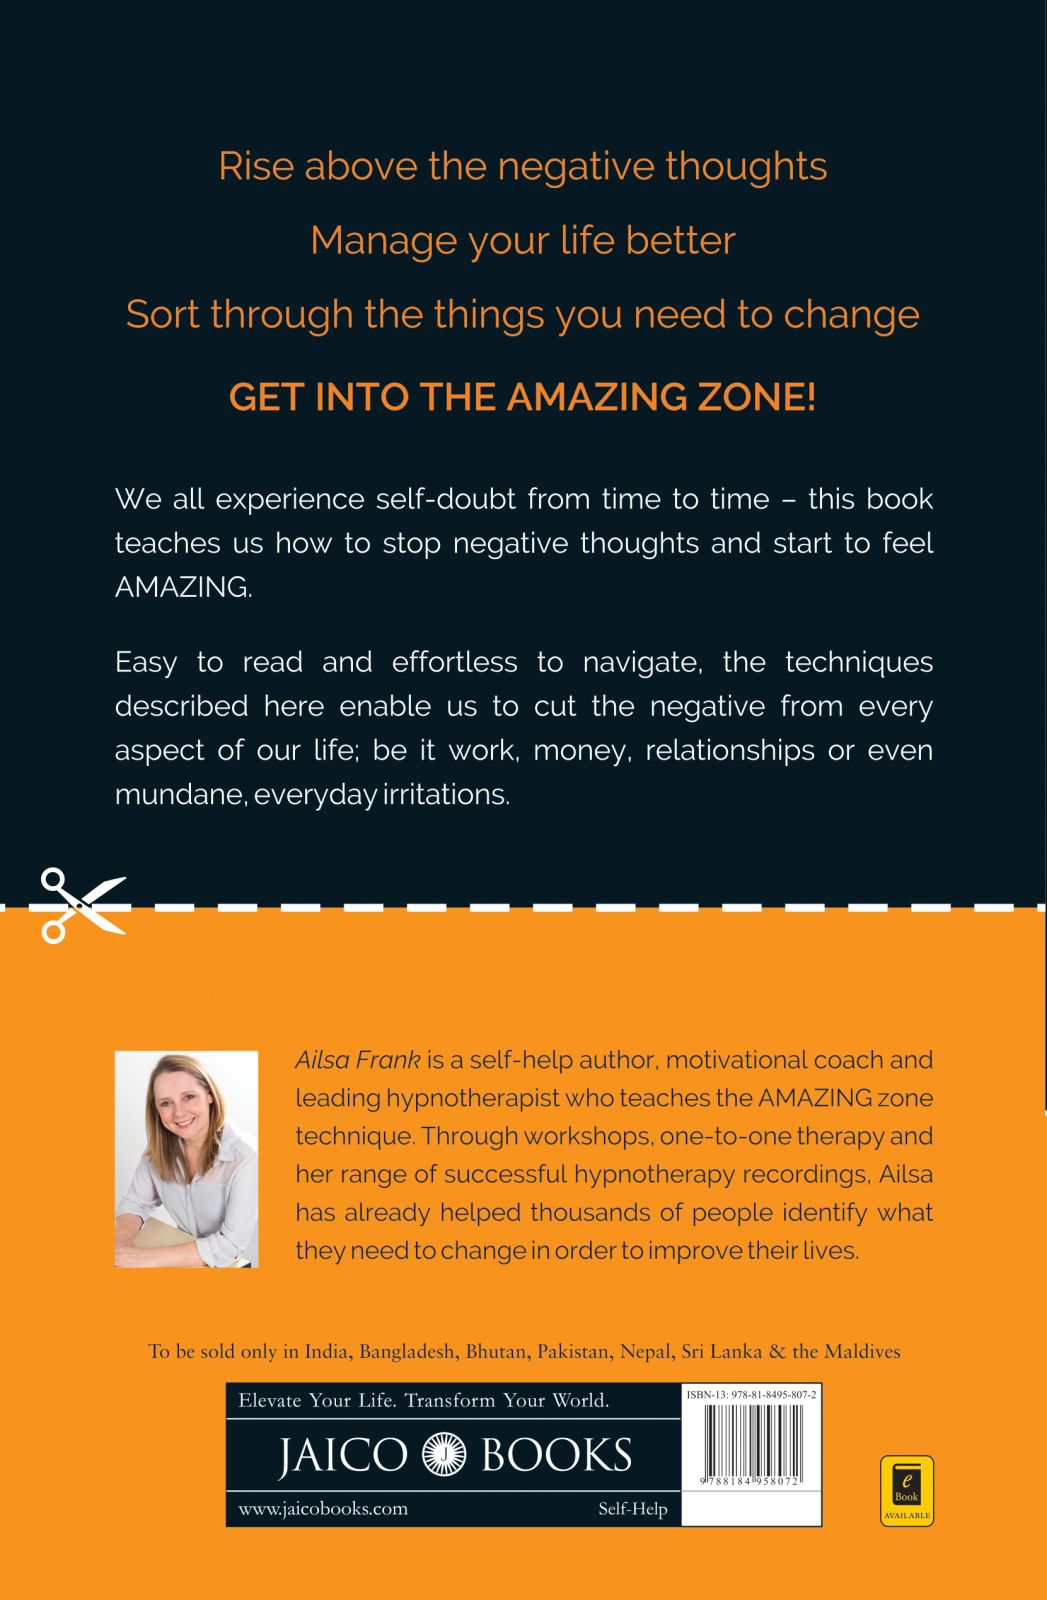 Rise above the negative thoughts
Manage your life better
Sort through the things you need to change
GET INTO THE AMAZING ZONE!
We all experience self-doubt from time to time – this book
teaches us how to stop negative thoughts and start to feel
AMAZING.
Easy to read and effortless to navigate, the techniques
described here enable us to cut the negative from every
aspect of our life; be it work, money, relationships or even
mundane, everyday irritations.
Ailsa Frank is a self-help author, motivational coach and
leading hypnotherapist who teaches the AMAZING zone
technique. Through workshops, one-to-one therapy and
her range of successful hypnotherapy recordings, Ailsa
has already helped thousands of people identify what
they need to change in order to improve their lives.
To be sold only in India, Bangladesh, Bhutan, Pakistan, Nepal, Sri Lanka & the Maldives
Elevate Your Life. Transform Your World.
JAICO J BOOKS
www.jaicobooks.com Self-Help
ISBN-13: 978-81-8495-807-2
9 788184 958072
e
Book
AVAILABLE